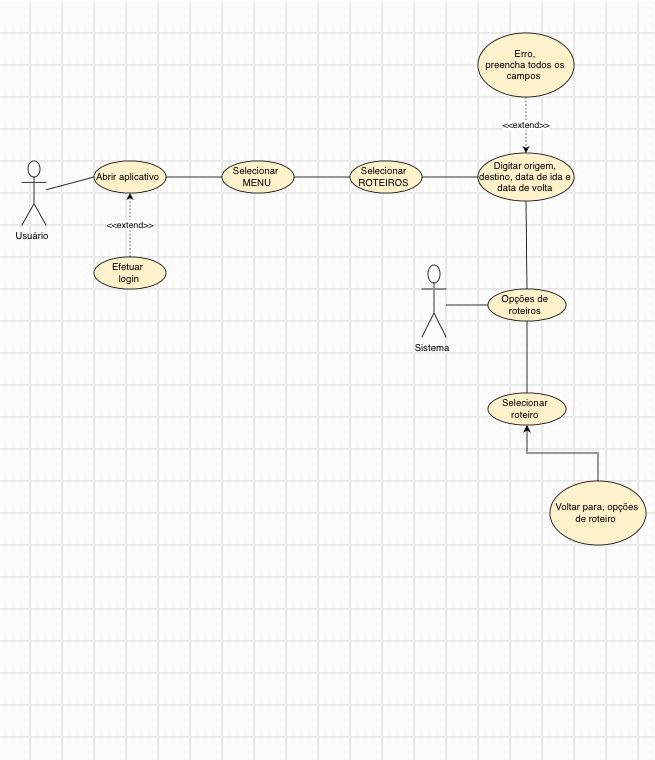 Erro,
preencha todos os
campos
<<extend>>
Abrir aplicativo
Selecionar
MENU
Selecionar
ROTEIROS
Digitar origem,
destino, data de ida e
data de volta
Usuário
<<extend>>
Efetuar
login
Opções de
roteiros
Sistema
Selecionar
roteiro
Voltar para, opções
de roteiro